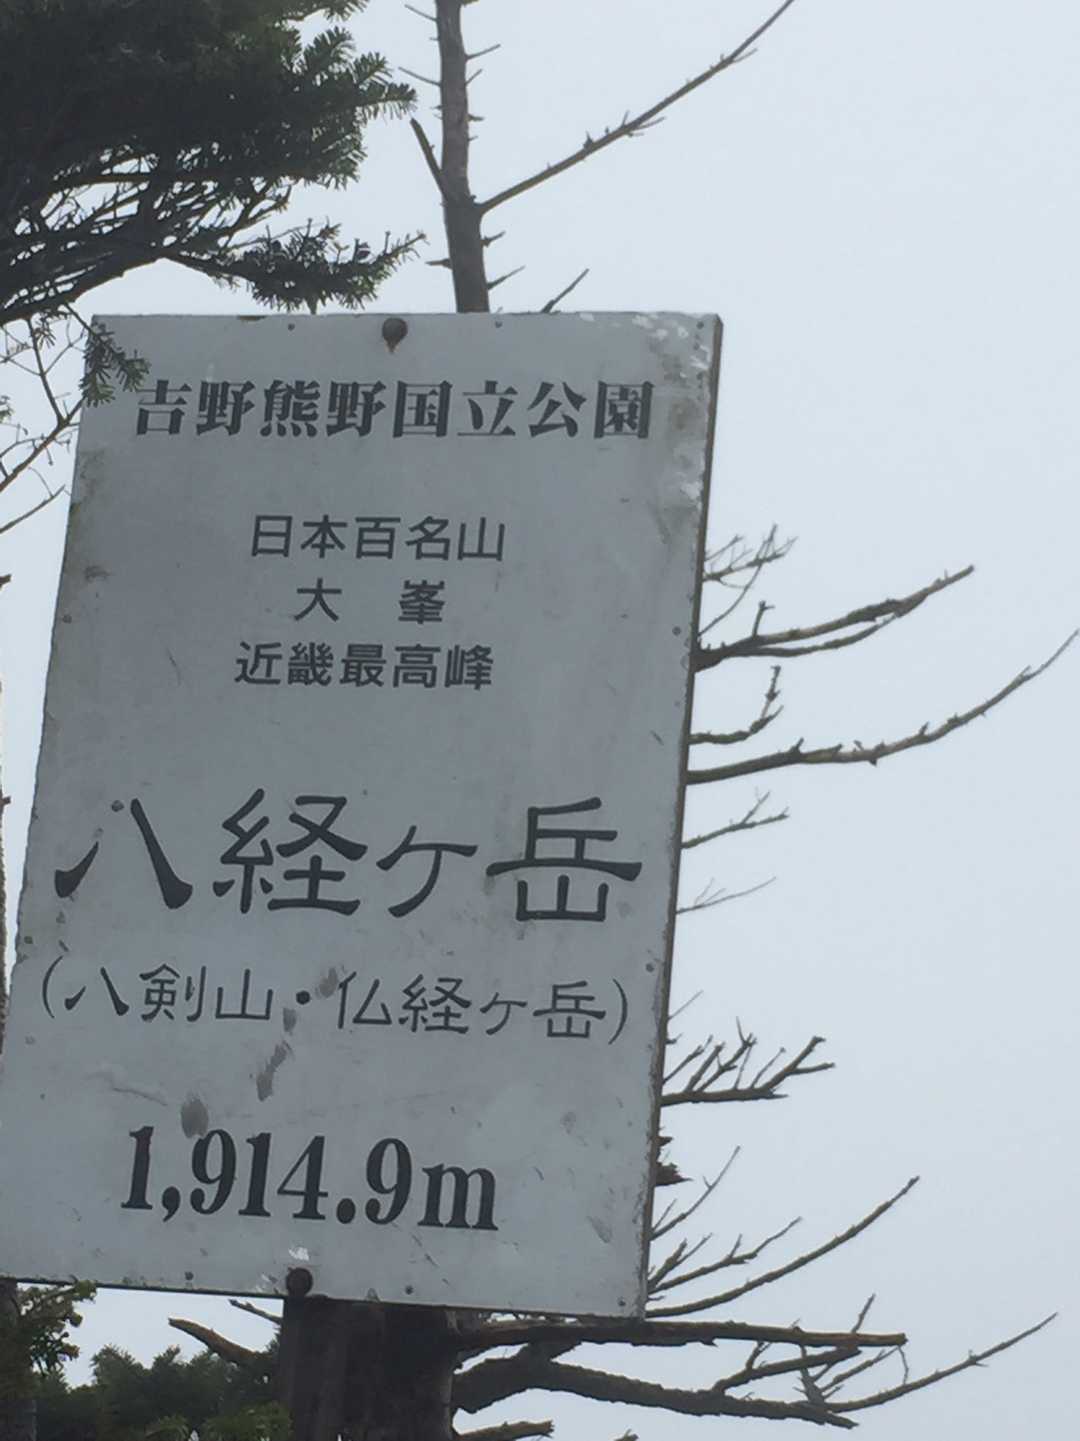 吉野熊野国立公園
日本百名山
大　峯
近畿最高峰
八経ヶ岳
(八剣山・仏経ヶ岳)
1,914.9m